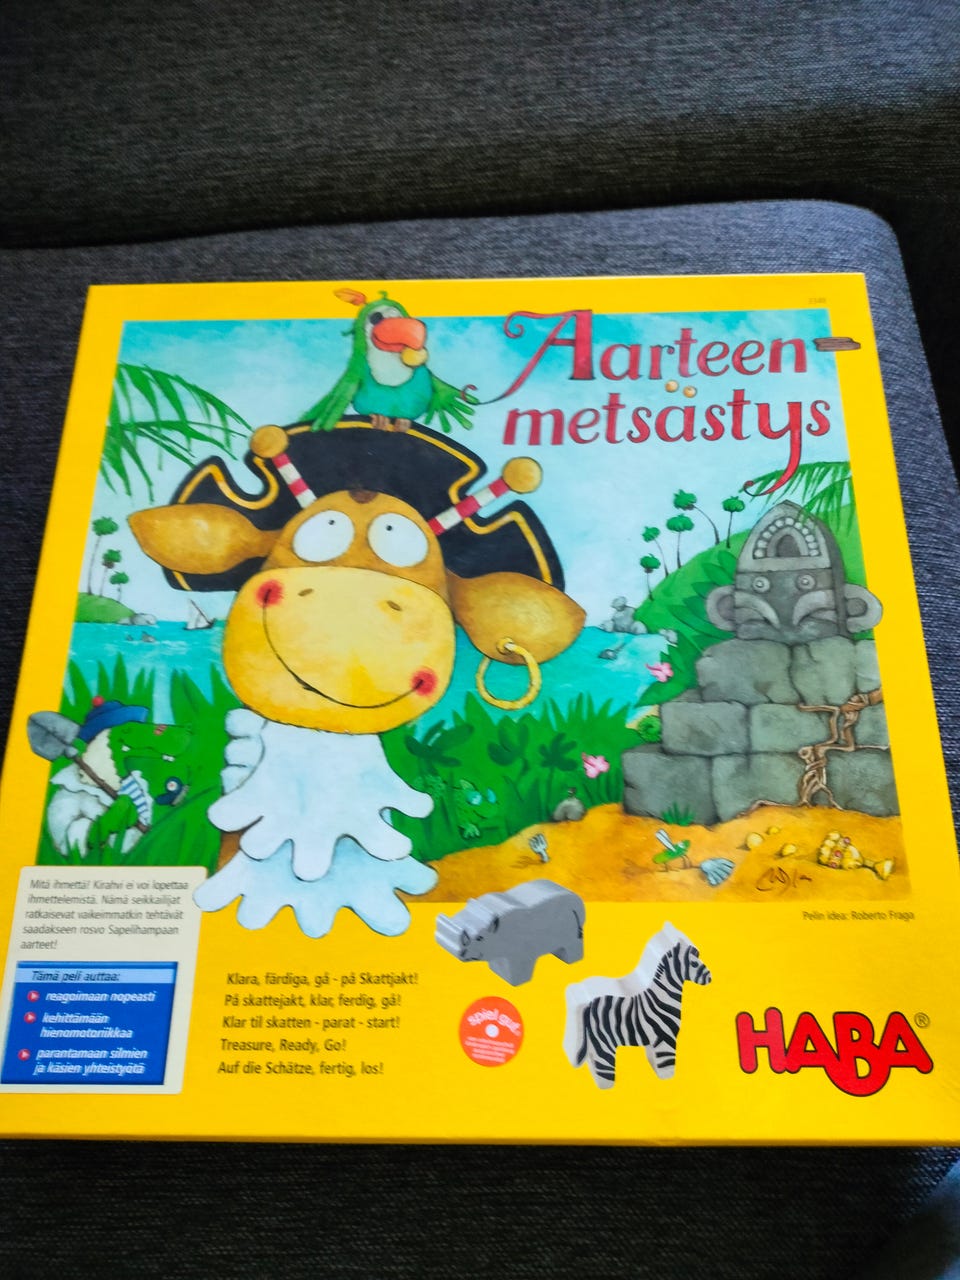 3348
Aarteen
metsästys
Pelin idea: Roberto Fraga
Mitä ihmettä! Kirahvi ei voi lopettaa
ihmettelemistä. Nämä seikkailijat
ratkaisevat vaikeimmatkin tehtävät
saadakseen rosvo Sapelihampaan
aarteet!
Tämä peli auttaa:
reagoimaan nopeasti
kehittämään
hienomotoriikkaa
parantamaan silmien
ja käsien yhteistyötä
Klara, färdiga, gå - på Skattjakt!
På skattejakt, klar, ferdig, gå!
Klar til skatten - parat - start!
Treasure, Ready, Go!
Auf die Schätze, fertig, los!
spiel gut
HABA®